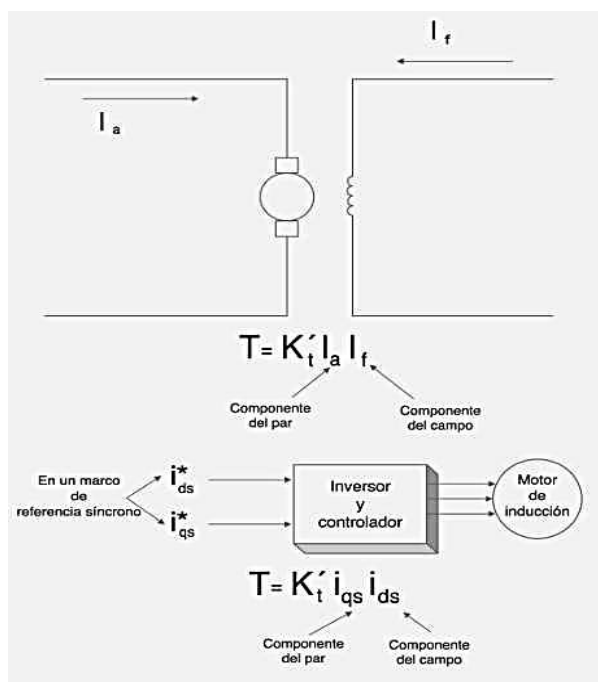 I f
I a
T = K´t Ia If
Componente
del par
Componente
del campo
En un marco
de
referencia síncrono
i*ds
i*qs
Inversor
y
controlador
Motor
de
inducción
T = K´t iqs ids
Componente
del par
Componente
del campo